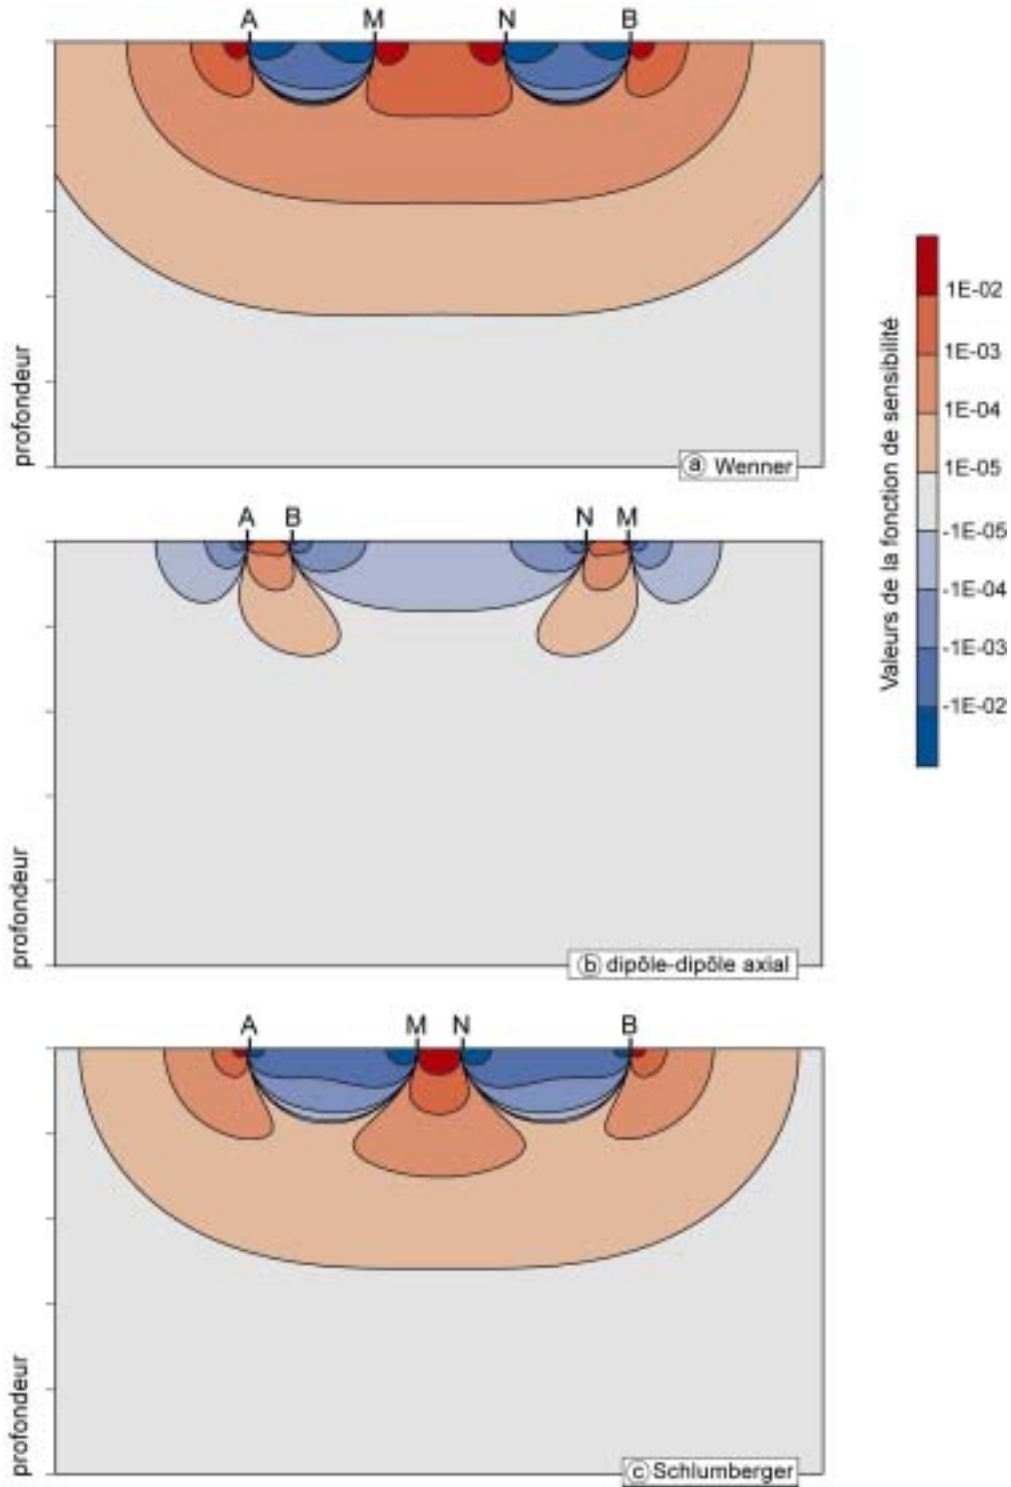 A M N B
profondeur
ⓐ Wenner
Valeurs de la fonction de sensibilité
1E-02
1E-03
1E-04
1E-05
-1E-05
-1E-04
-1E-03
-1E-02
A B N M
profondeur
ⓑ dipôle-dipôle axial
A M N B
profondeur
ⓒ Schlumberger